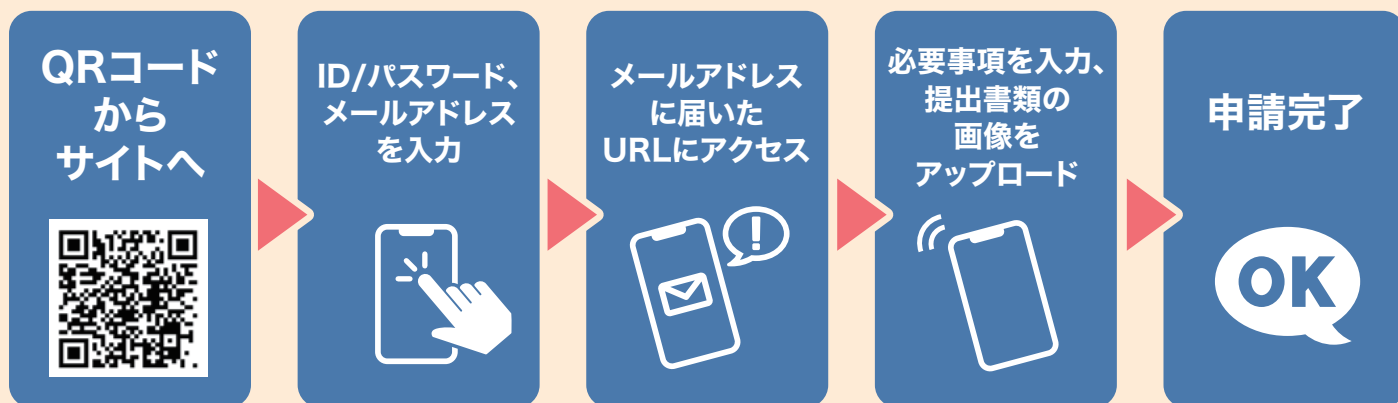 QRコード
から
サイトへ
ID/パスワード、
メールアドレス
を入力
メールアドレス
に届いた
URLにアクセス
必要事項を入力、
提出書類の
画像を
アップロード
申請完了
OK